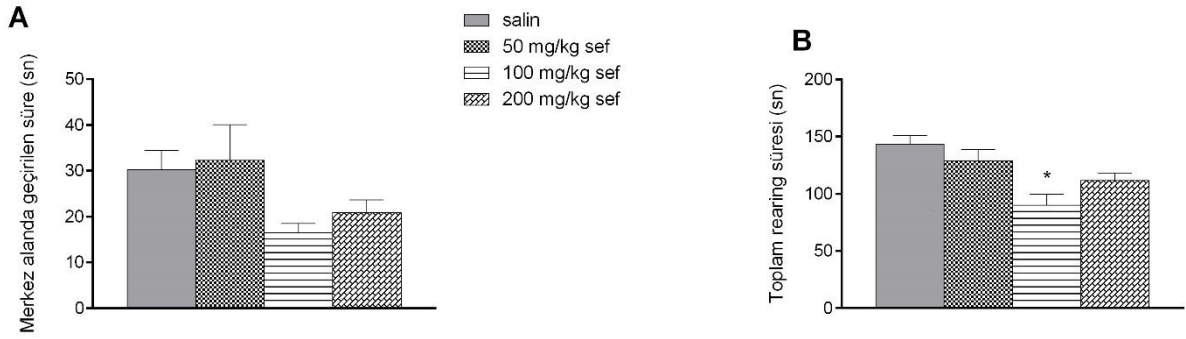 A
Merkez alanda geçirilen süre (sn)
50
40
30
20
10
0
salin
50 mg/kg sef
100 mg/kg sef
200 mg/kg sef
B
Toplam rearing süresi (sn)
200
150
100
50
0
*